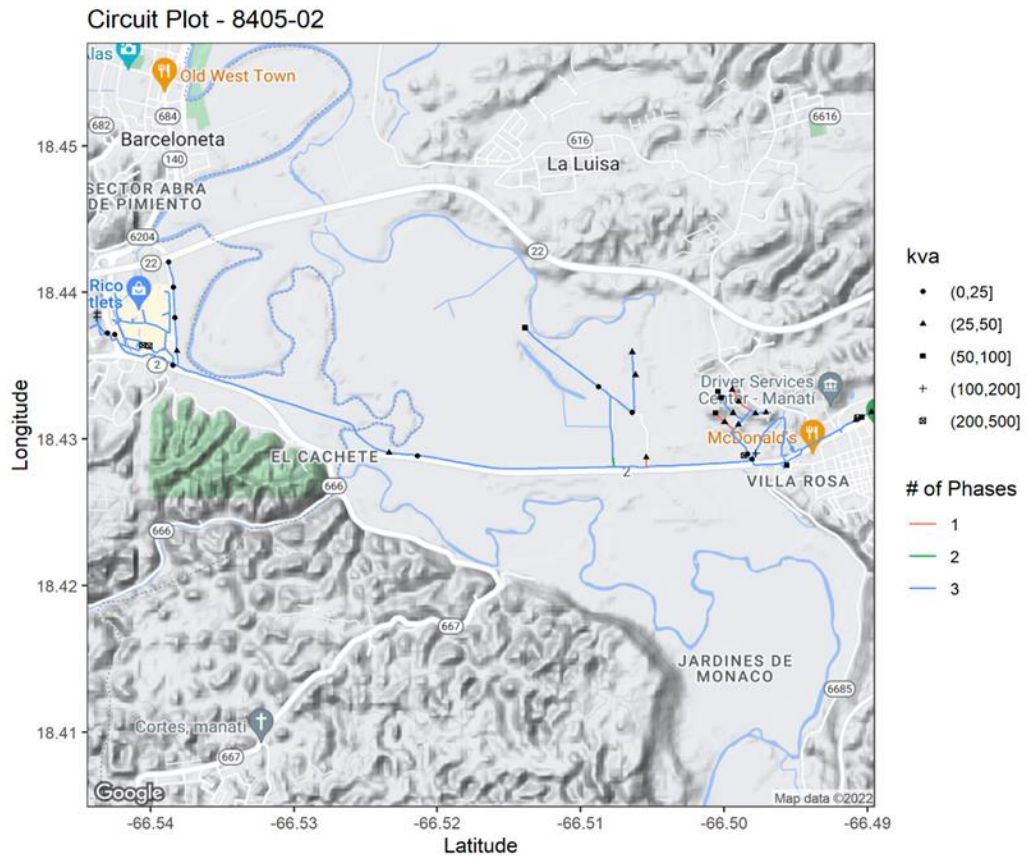 Circuit Plot - 8405-02
Alas
Old West Town
684
682
Barceloneta
140
6616
616
La Luisa
18.45
SECTOR ABRA
DE PIMIENTO
6204
22
22
18.44
Rico
tlets
2
Driver Services
Center - Manatí
McDonald's
18.43
EL CACHETE
2
VILLA ROSA
666
666
18.42
667
JARDINES DE
MONACO
6685
Cortes, manati
18.41
667
Google
Map data ©2022
-66.54
-66.53
-66.52
-66.51
-66.50
-66.49
Latitude
Longitude
kva
(0,25]
(25,50]
(50,100]
(100,200]
(200,500]
# of Phases
1
2
3